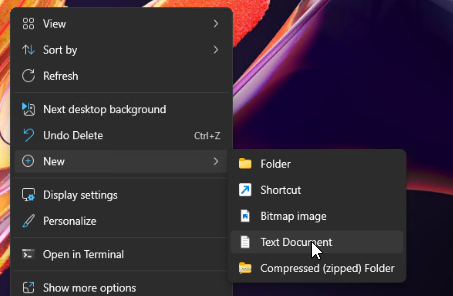 View
Sort by
Refresh
Next desktop background
Undo Delete Ctrl+Z
New
Folder
Shortcut
Bitmap image
Text Document
Compressed (zipped) Folder
Display settings
Personalize
Open in Terminal
Show more options